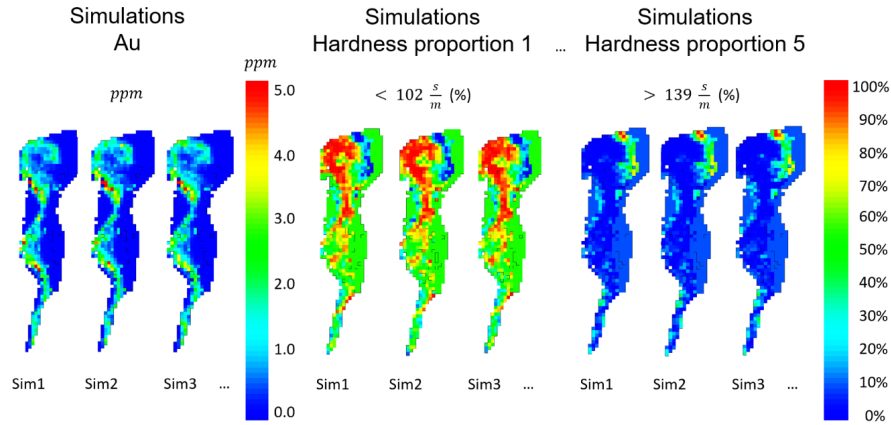 Simulations
Au
Simulations
Hardness proportion 1
...
Simulations
Hardness proportion 5
ppm
ppm
< 102 s/m (%)
> 139 s/m (%)
5.0
4.0
3.0
2.0
1.0
0.0
100%
90%
80%
70%
60%
50%
40%
30%
20%
10%
0%
Sim1 Sim2 Sim3 ...
Sim1 Sim2 Sim3 ...
Sim1 Sim2 Sim3 ...